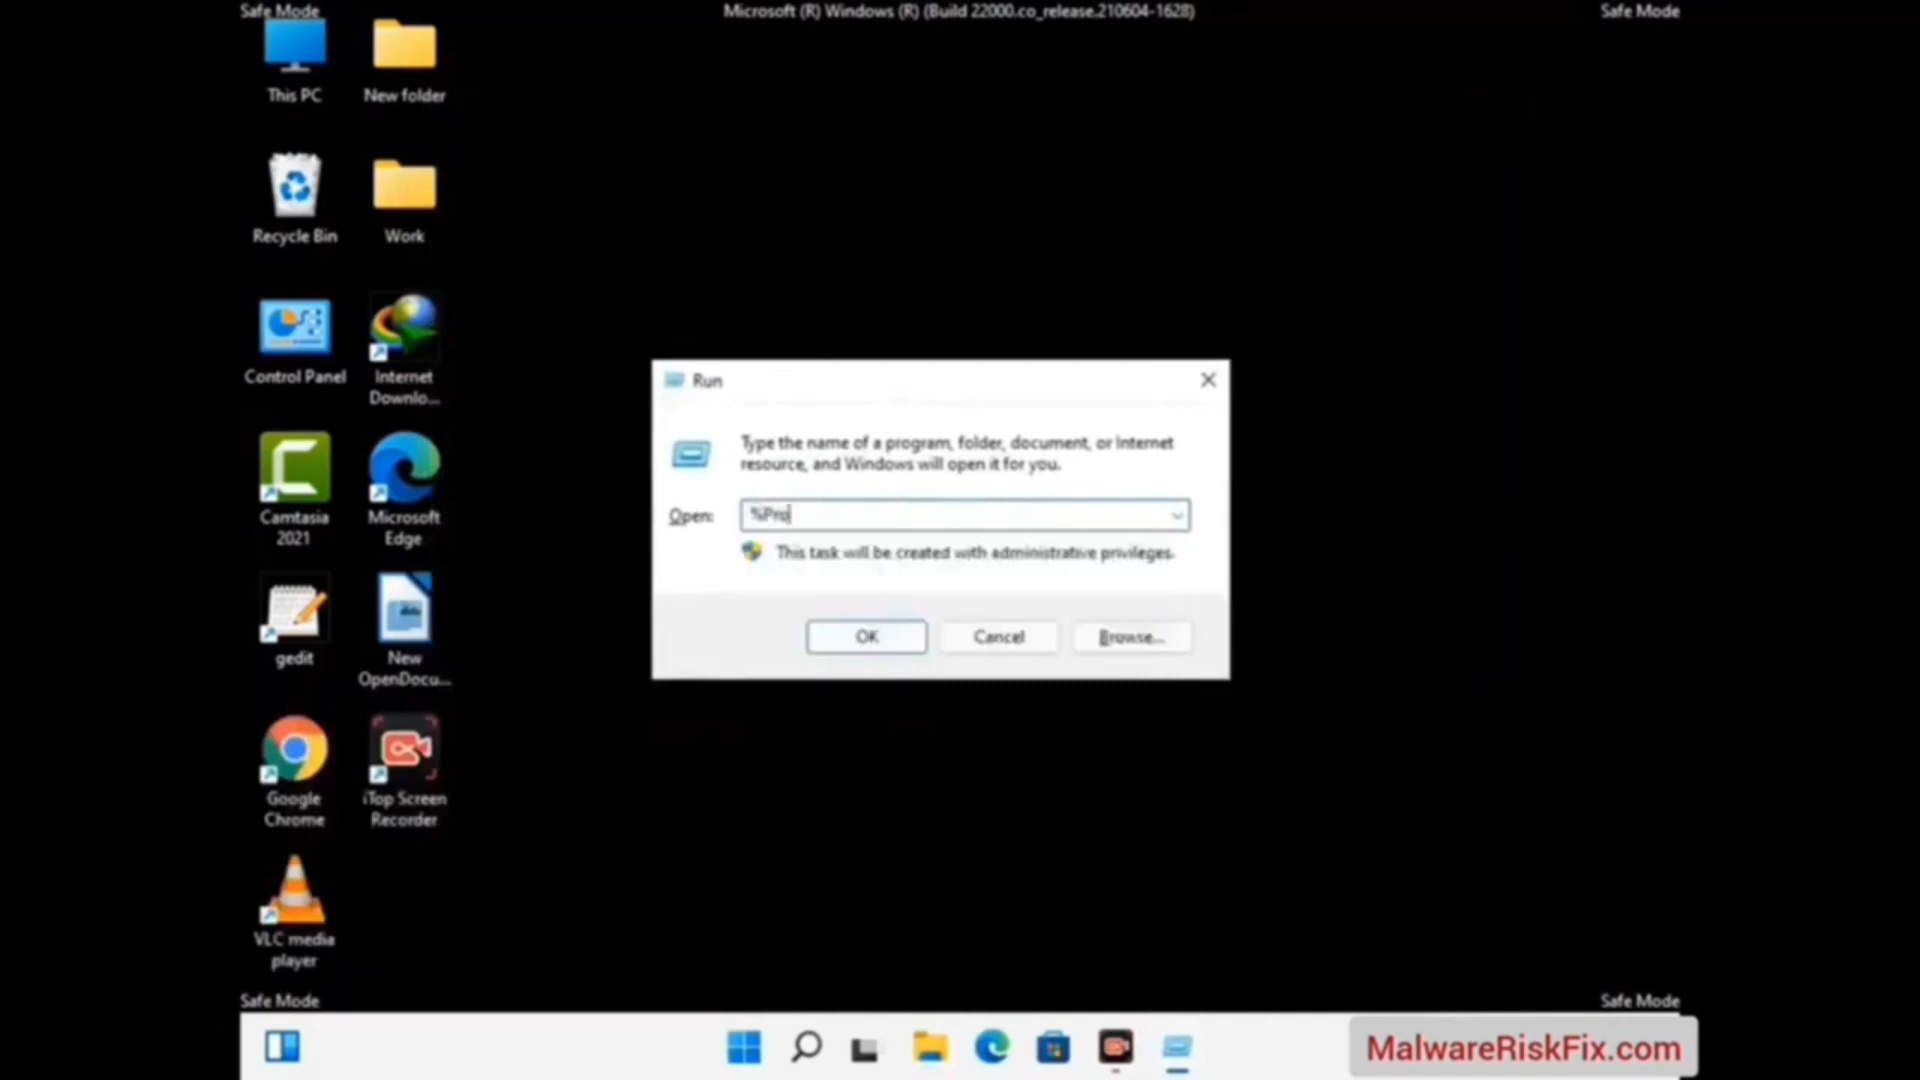 Safe Mode
Microsoft (R) Windows (R) (Build 22000.co_release.210604-1628)
Safe Mode
This PC
New folder
Recycle Bin
Work
Control Panel
Internet
Downlo...
Camtasia
2021
Microsoft
Edge
gedit
New
OpenDocu...
Google
Chrome
iTop Screen
Recorder
VLC media
player
Run
Type the name of a program, folder, document, or Internet
resource, and Windows will open it for you.
Open:
%Pro
This task will be created with administrative privileges.
OK
Cancel
Browse...
Safe Mode
Safe Mode
MalwareRiskFix.com